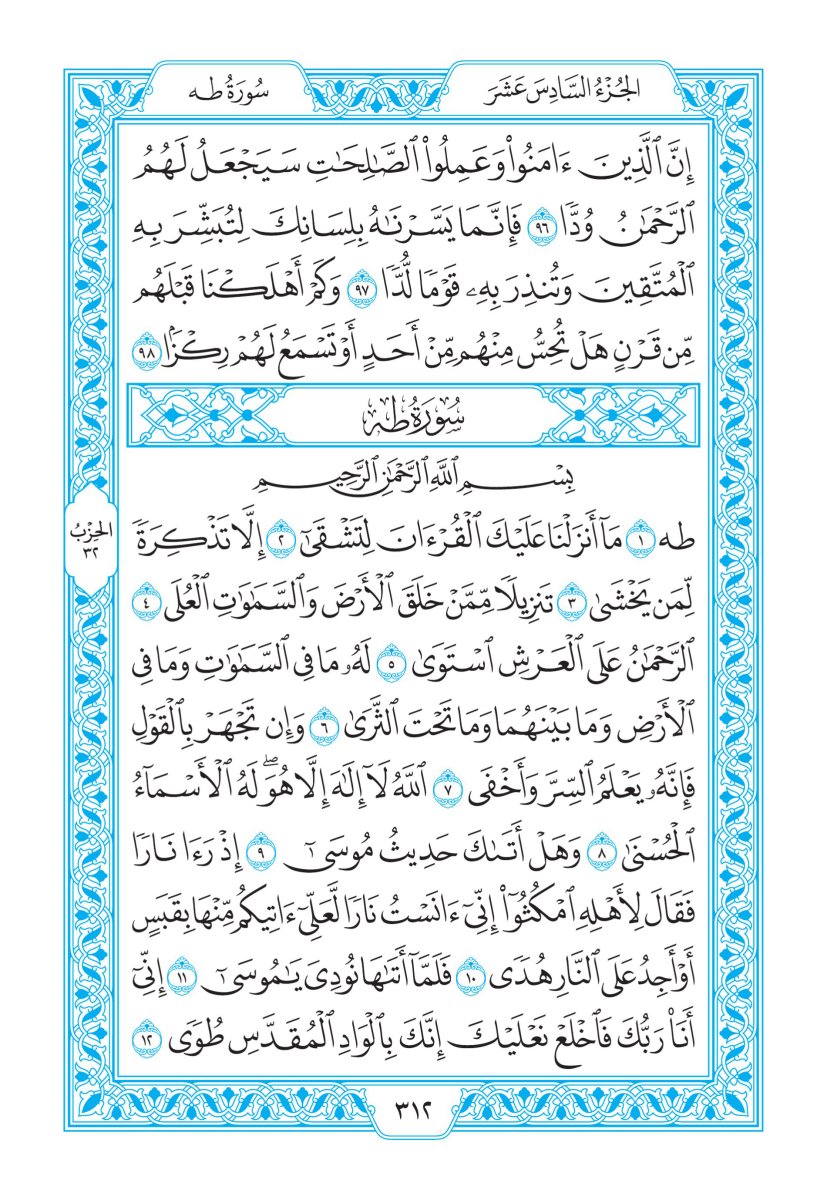 الجُزْءُ السَّادِسَ عَشَرَ
سُورَةُ طه
إِنَّ ٱلَّذِينَ ءَامَنُواْ وَعَمِلُواْ ٱلصَّٰلِحَٰتِ سَيَجۡعَلُ لَهُمُ
ٱلرَّحۡمَٰنُ وُدّٗا ٩٦ فَإِنَّمَا يَسَّرۡنَٰهُ بِلِسَانِكَ لِتُبَشِّرَ بِهِ
ٱلۡمُتَّقِينَ وَتُنذِرَ بِهِۦ قَوۡمٗا لُّدّٗا ٩٧ وَكَمۡ أَهۡلَكۡنَا قَبۡلَهُم
مِّن قَرۡنٍ هَلۡ تُحِسُّ مِنۡهُم مِّنۡ أَحَدٍ أَوۡ تَسۡمَعُ لَهُمۡ رِكۡزَۢا ٩٨
سُورَةُ طه
بِسۡمِ ٱللَّهِ ٱلرَّحۡمَٰنِ ٱلرَّحِيمِ
طه ١ مَآ أَنزَلۡنَا عَلَيۡكَ ٱلۡقُرۡءَانَ لِتَشۡقَىٰٓ ٢ إِلَّا تَذۡكِرَةٗ
لِّمَن يَخۡشَىٰ ٣ تَنزِيلٗا مِّمَّنۡ خَلَقَ ٱلۡأَرۡضَ وَٱلسَّمَٰوَٰتِ ٱلۡعُلَى ٤
ٱلرَّحۡمَٰنُ عَلَى ٱلۡعَرۡشِ ٱسۡتَوَىٰ ٥ لَهُۥ مَا فِي ٱلسَّمَٰوَٰتِ وَمَا فِي
ٱلۡأَرۡضِ وَمَا بَيۡنَهُمَا وَمَا تَحۡتَ ٱلثَّرَىٰ ٦ وَإِن تَجۡهَرۡ بِٱلۡقَوۡلِ
فَإِنَّهُۥ يَعۡلَمُ ٱلسِّرَّ وَأَخۡفَى ٧ ٱللَّهُ لَآ إِلَٰهَ إِلَّا هُوَۖ لَهُ ٱلۡأَسۡمَآءُ
ٱلۡحُسۡنَىٰ ٨ وَهَلۡ أَتَىٰكَ حَدِيثُ مُوسَىٰٓ ٩ إِذۡ رَءَا نَارٗا
فَقَالَ لِأَهۡلِهِ ٱمۡكُثُوٓاْ إِنِّيٓ ءَانَسۡتُ نَارٗا لَّعَلِّيٓ ءَاتِيكُم مِّنۡهَا بِقَبَسٍ
أَوۡ أَجِدُ عَلَى ٱلنَّارِ هُدٗى ١٠ فَلَمَّآ أَتَىٰهَا نُودِيَ يَٰمُوسَىٰٓ ١١ إِنِّيٓ
أَنَا۠ رَبُّكَ فَٱخۡلَعۡ نَعۡلَيۡكَ إِنَّكَ بِٱلۡوَادِ ٱلۡمُقَدَّسِ طُوٗى ١٢
الحِزْبُ
٣٢
٣١٢